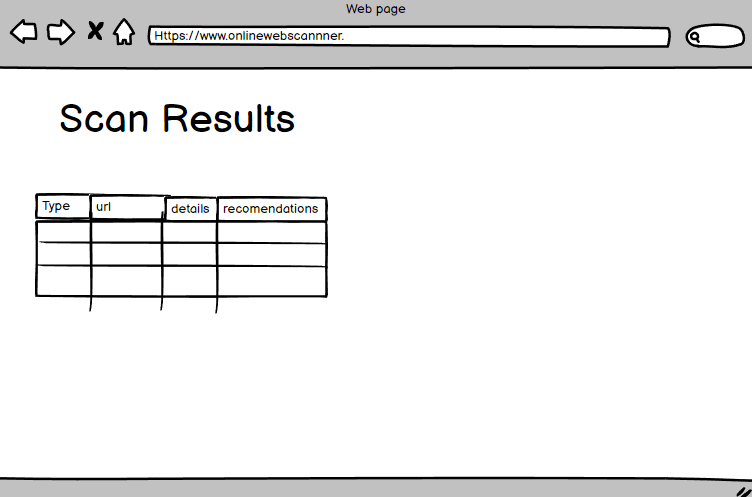 Web page
Https://www.onlinewebscannner.
Scan Results
Type url details recomendations